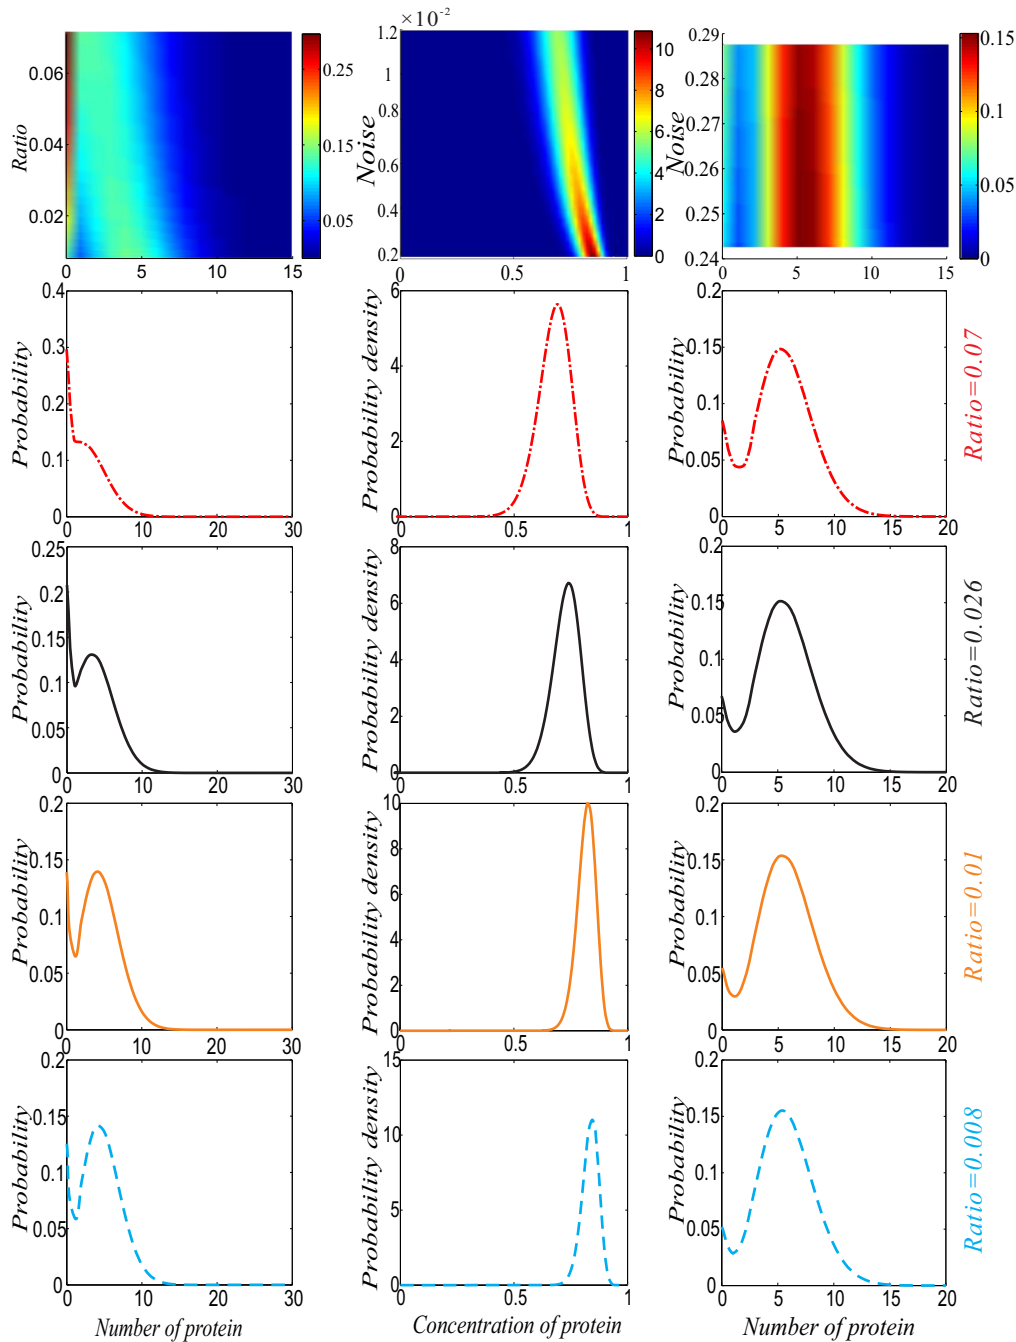 ×10⁻²
Ratio
0.06
0.04
0.02
0 5 10 15
0.25
0.15
0.05
Noise
1.2
1
0.8
0.6
0.4
0.2
0 0.5 1
10
8
6
4
2
0
Noise
0.29
0.28
0.27
0.26
0.25
0.24
0 5 10 15
0.15
0.1
0.05
0
Probability
0.4
0.3
0.2
0.1
0
0 10 20 30
Probability density
6
4
2
0
0 0.5 1
Probability
0.2
0.15
0.1
0.05
0
0 5 10 15 20
Ratio=0.07
Probability
0.25
0.2
0.15
0.1
0.05
0
0 10 20 30
Probability density
8
6
4
2
0
0 0.5 1
Probability
0.2
0.15
0.1
0.05
0
0 5 10 15 20
Ratio=0.026
Probability
0.2
0.15
0.1
0.05
0
0 10 20 30
Probability density
10
8
6
4
2
0
0 0.5 1
Probability
0.2
0.15
0.1
0.05
0
0 5 10 15 20
Ratio=0.01
Probability
0.2
0.15
0.1
0.05
0
0 10 20 30
Number of protein
Probability density
15
10
5
0
0 0.5 1
Concentration of protein
Probability
0.2
0.15
0.1
0.05
0
0 5 10 15 20
Number of protein
Ratio=0.008